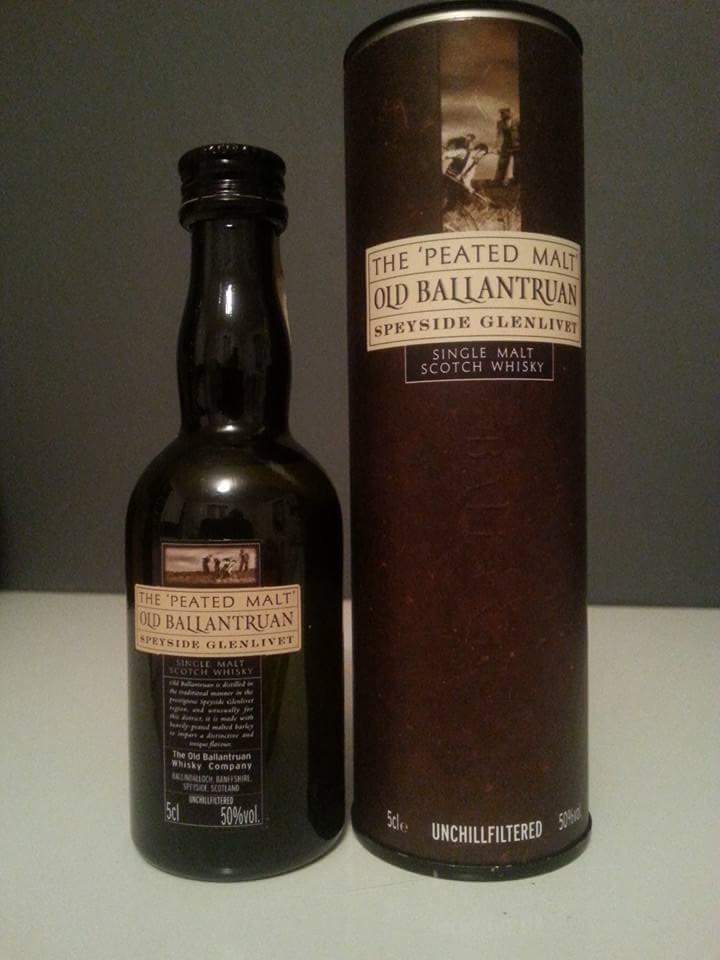 THE 'PEATED MALT'
OLD BALLANTRUAN
SPEYSIDE GLENLIVET
SINGLE MALT
SCOTCH WHISKY
Old Ballantruan is distilled in
the traditional manner in the
prestigious Speyside Glenlivet
region, and unusually for
this district, it is made with
heavily-peated malted barley
to impart a distinctive and
unique flavour.
The Old Ballantruan
Whisky Company
BALLINDALLOCH, BANFFSHIRE,
SPEYSIDE, SCOTLAND
UNCHILLFILTERED
5cl 50%vol.
THE 'PEATED MALT'
OLD BALLANTRUAN
SPEYSIDE GLENLIVET
SINGLE MALT
SCOTCH WHISKY
5cl e UNCHILLFILTERED 50%vol.